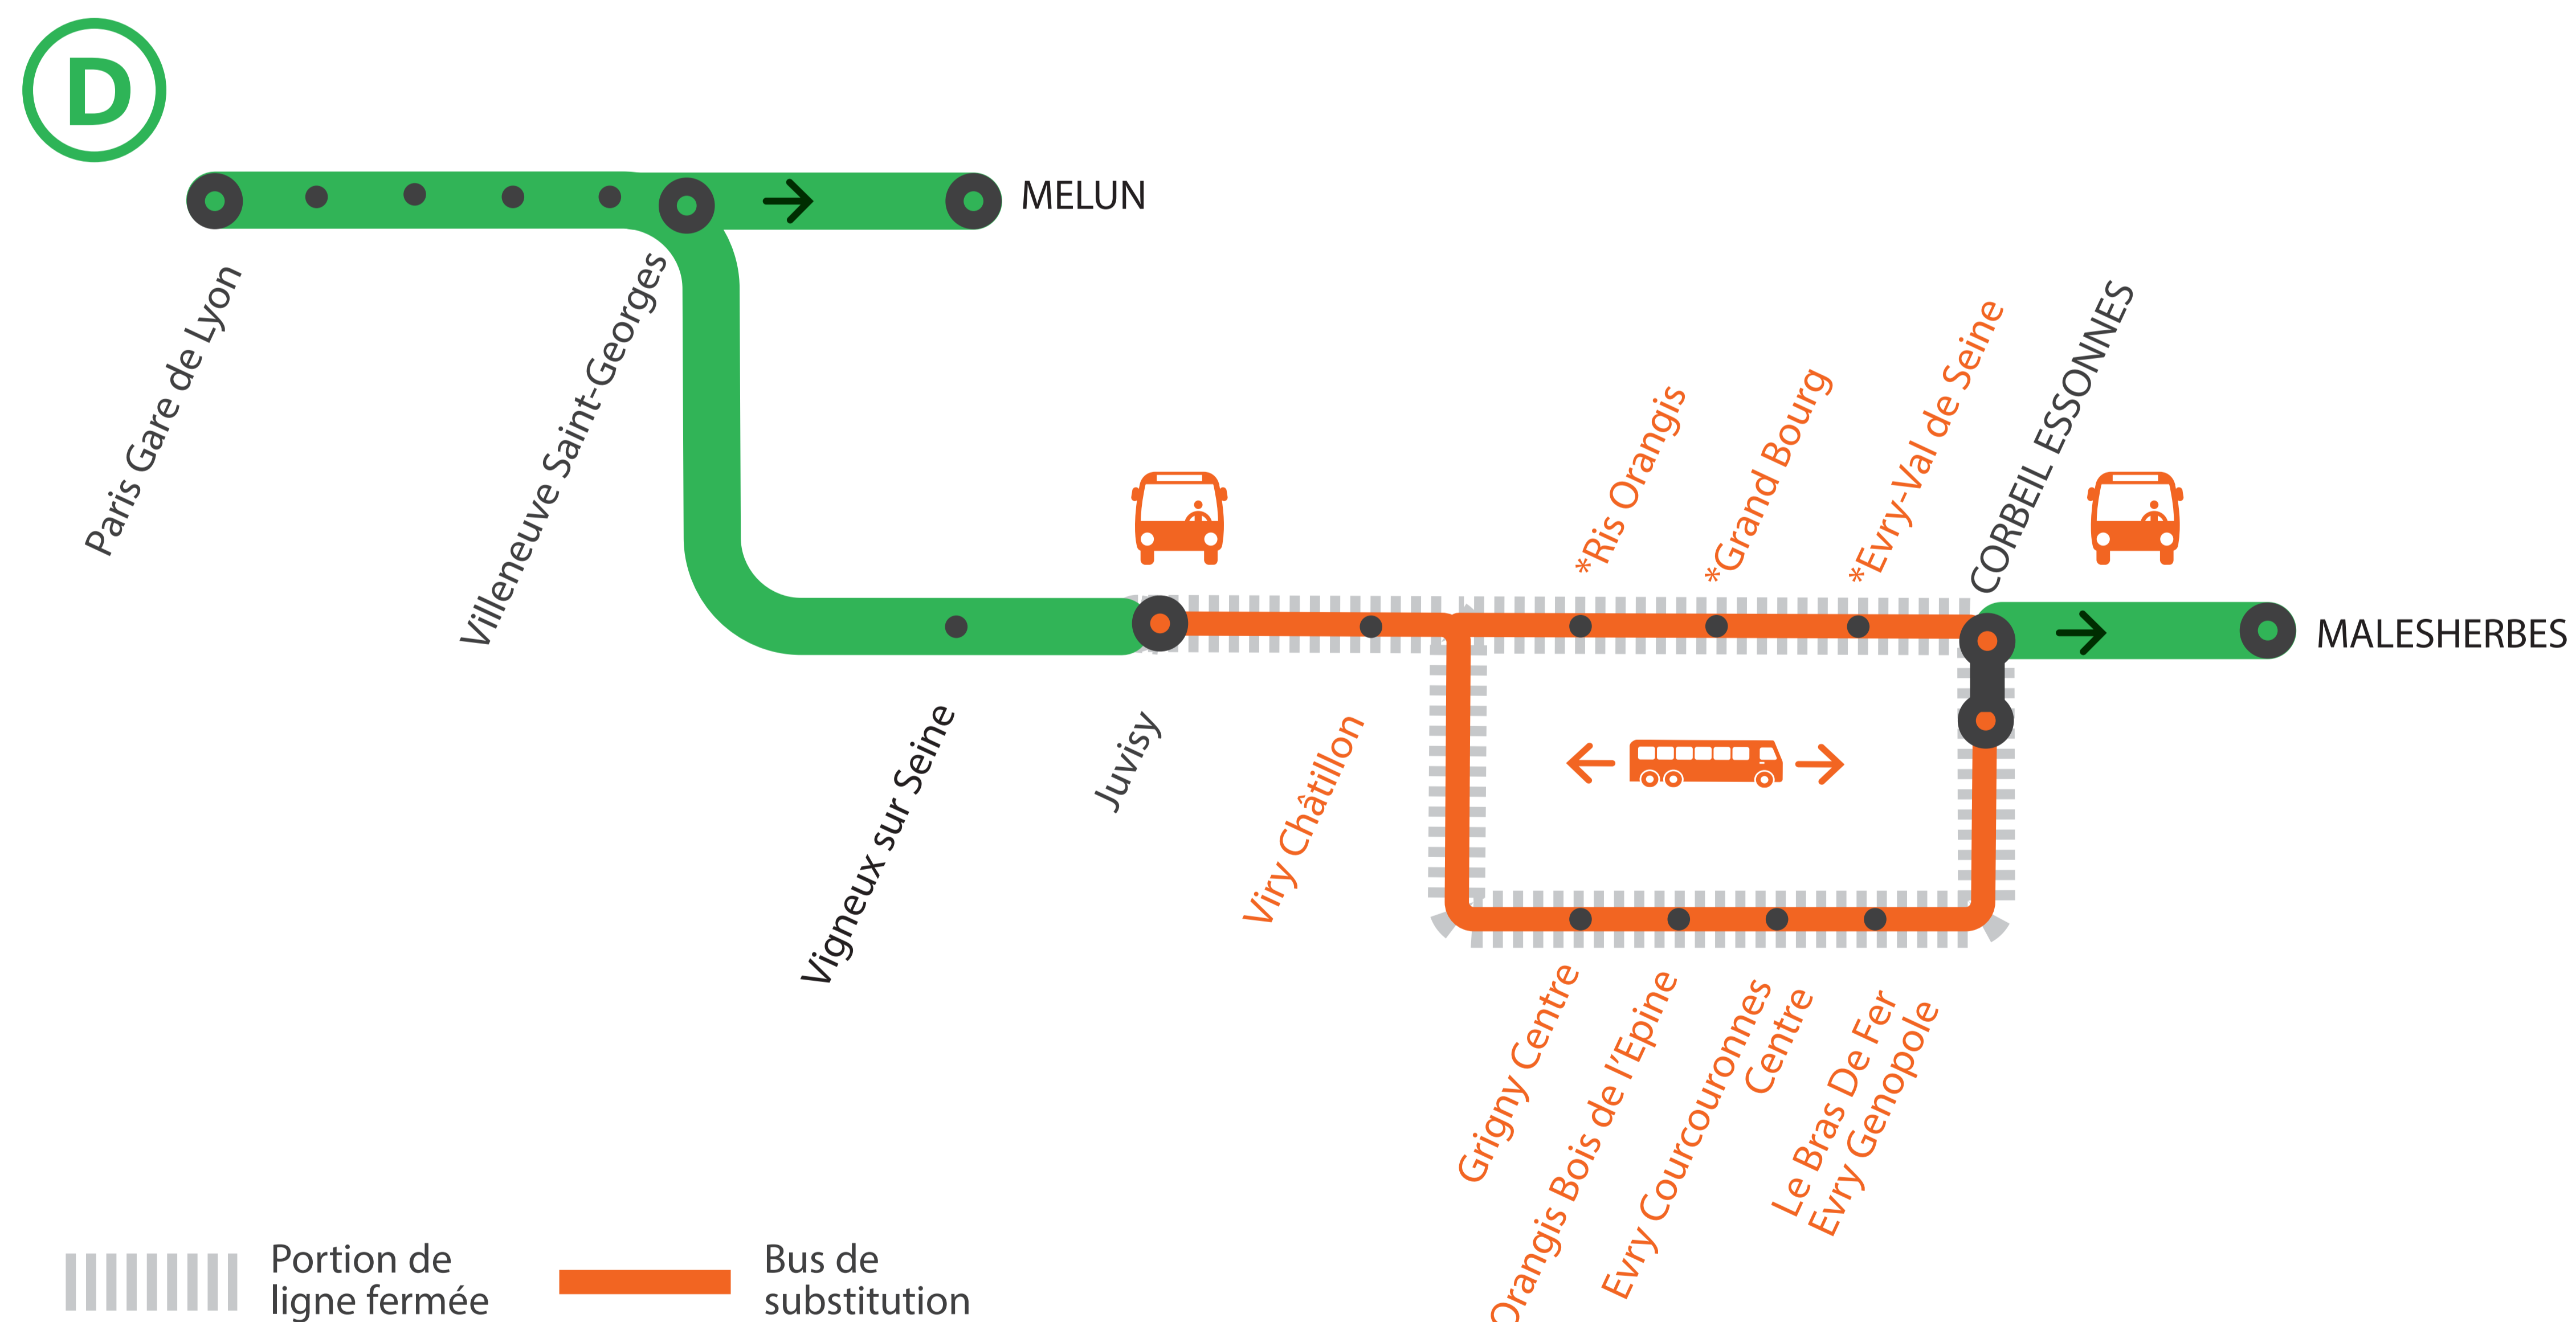 D
MELUN
Paris Gare de Lyon
Villeneuve Saint-Georges
Vigneux sur Seine
Juvisy
Viry Châtillon
*Ris Orangis
*Grand Bourg
*Evry-Val de Seine
CORBEIL ESSONNES
MALESHERBES
Grigny Centre
Orangis Bois de l'Epine
Evry Courcouronnes
Centre
Le Bras De Fer
Evry Genopole
Portion de
ligne fermée
Bus de
substitution